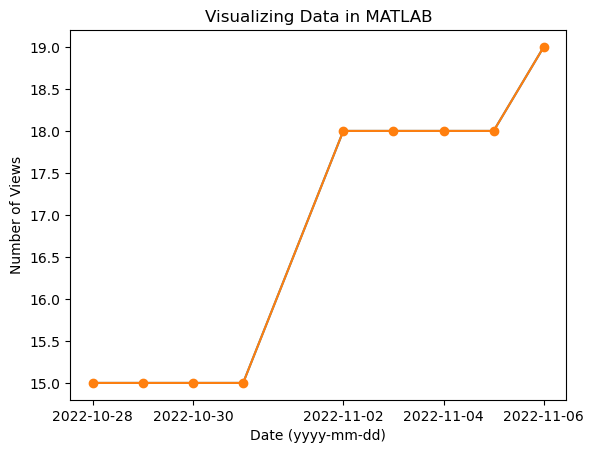 Visualizing Data in MATLAB
19.0
18.5
18.0
17.5
17.0
16.5
16.0
15.5
15.0
Number of Views
2022-10-28 2022-10-30 2022-11-02 2022-11-04 2022-11-06
Date (yyyy-mm-dd)